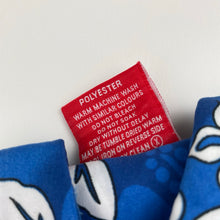 POLYESTER
WARM MACHINE WASH
WITH SIMILAR COLOURS
DO NOT BLEACH
DO NOT SOAK
DRY WITHOUT DELAY
MAY BE TUMBLE DRIED WARM
IRON ON REVERSE SIDE
DRY CLEAN